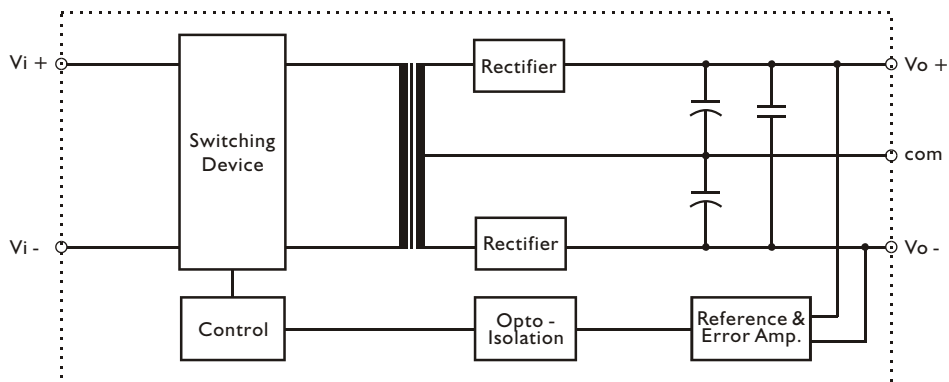 Vi +
Switching
Device
Rectifier
Vo +
com
Vi -
Rectifier
Vo -
Control
Opto -
Isolation
Reference &
Error Amp.